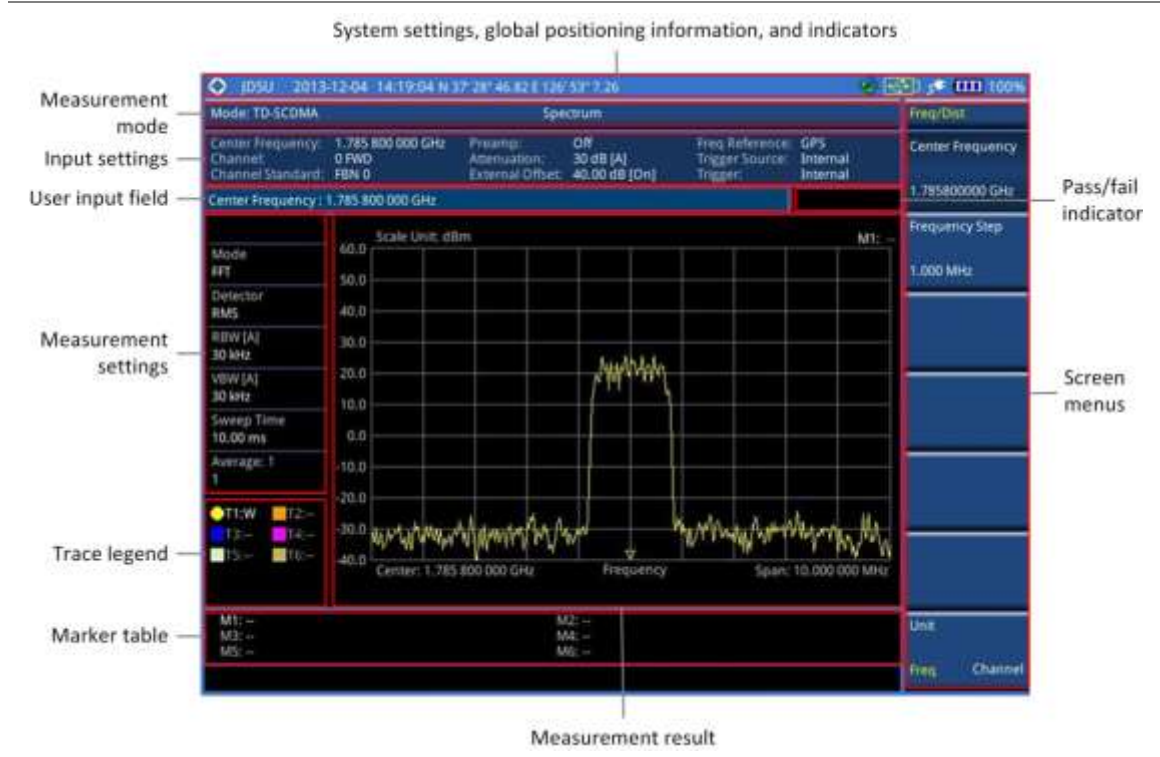 System settings, global positioning information, and indicators
JDSU 2013-12-04 14:19:04 N 37° 28" 46.82 E 126° 53" 7.26
100%
Measurement
mode
Mode: TD-SCDMA
Spectrum
Freq/Dist
Input settings
Center Frequency: 1.785 800 000 GHz
Preamp: Off
Freq Reference: GPS
Channel: 0 FWD
Attenuation: 30 dB [A]
Trigger Source: Internal
Channel Standard: FBN 0
External Offset: 40.00 dB [On]
Trigger: Internal
Center Frequency
1.785800000 GHz
User input field
Center Frequency : 1.785 800 000 GHz
Pass/fail
indicator
Frequency Step
1.000 MHz
Measurement
settings
Mode
FFT
Detector
RMS
RBW [A]
30 kHz
VBW [A]
30 kHz
Sweep Time
10.00 ms
Average: 1
1
Scale Unit: dBm
M1: --
60.0
50.0
40.0
30.0
20.0
10.0
0.0
-10.0
-20.0
-30.0
-40.0
Center: 1.785 800 000 GHz
Frequency
Span: 10.000 000 MHz
Screen
menus
Trace legend
T1:W T2:--
T3:-- T4:--
T5:-- T6:--
Marker table
M1: -- M2: --
M3: -- M4: --
M5: -- M6: --
Unit
Freq Channel
Measurement result